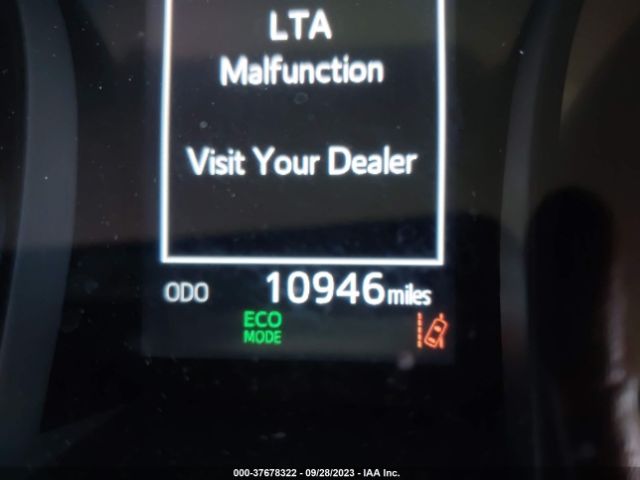 LTA
Malfunction
Visit Your Dealer
ODO 10946 miles
ECO
MODE
000-37678322 - 09/28/2023 - IAA Inc.